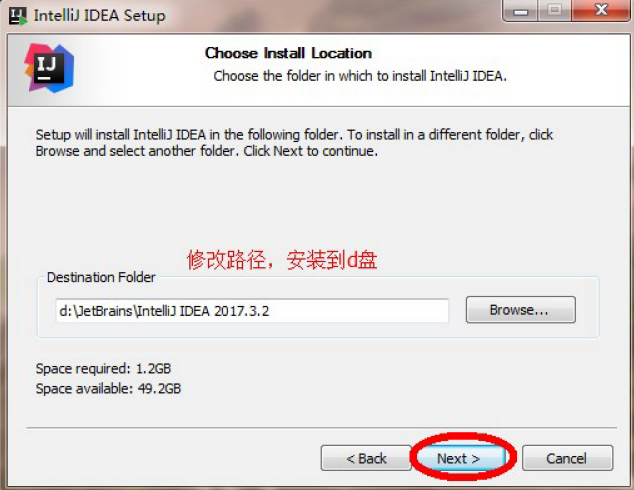 IntelliJ IDEA Setup
IJ
Choose Install Location
Choose the folder in which to install IntelliJ IDEA.
Setup will install IntelliJ IDEA in the following folder. To install in a different folder, click
Browse and select another folder. Click Next to continue.
修改路径，安装到d盘
Destination Folder
d:\JetBrains\IntelliJ IDEA 2017.3.2
Browse...
Space required: 1.2GB
Space available: 49.2GB
< Back
Next >
Cancel